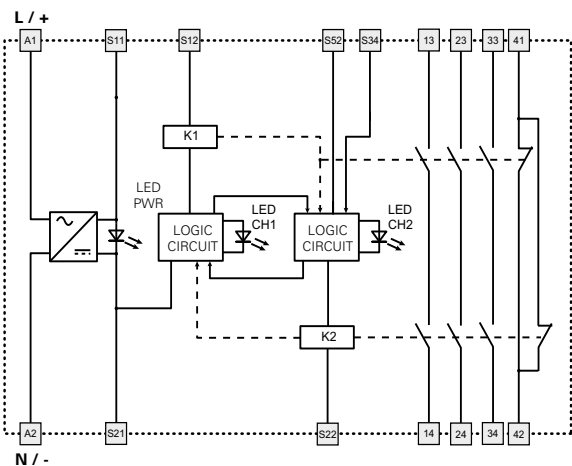 L / +
A1
S11
S12
S52
S34
13
23
33
41
K1
LED
PWR
LED
CH1
LED
CH2
LOGIC
CIRCUIT
LOGIC
CIRCUIT
K2
A2
S21
S22
14
24
34
42
N / -